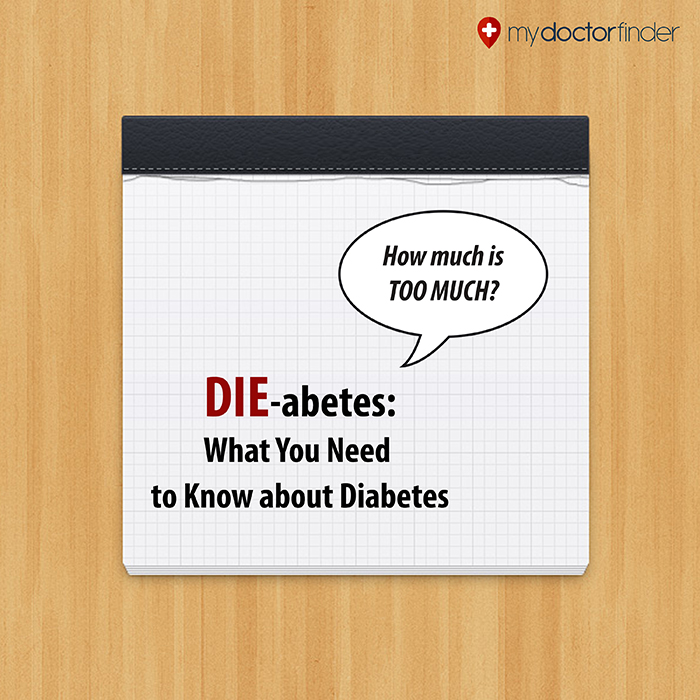 mydoctorfinder
How much is
TOO MUCH?
DIE-abetes:
What You Need
to Know about Diabetes